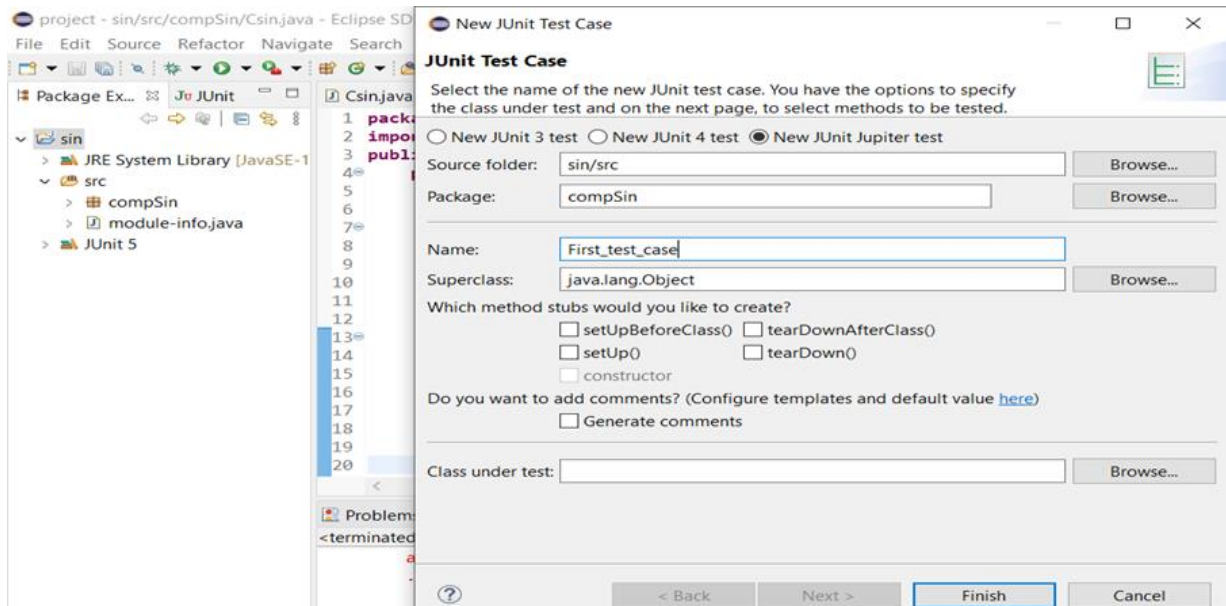 project - sin/src/compSin/Csin.java - Eclipse SD
File Edit Source Refactor Navigate Search
Package Ex... JUnit
sin
JRE System Library [JavaSE-1
src
compSin
module-info.java
JUnit 5
Csin.java
1 packa
2 impor
3 publi
4
5
6
7
8
9
10
11
12
13
14
15
16
17
18
19
20
Problem
<terminated
New JUnit Test Case
JUnit Test Case
Select the name of the new JUnit test case. You have the options to specify
the class under test and on the next page, to select methods to be tested.
New JUnit 3 test New JUnit 4 test New JUnit Jupiter test
Source folder: sin/src Browse...
Package: compSin Browse...
Name: First_test_case
Superclass: java.lang.Object Browse...
Which method stubs would you like to create?
setUpBeforeClass() tearDownAfterClass()
setUp() tearDown()
constructor
Do you want to add comments? (Configure templates and default value here)
Generate comments
Class under test: Browse...
? < Back Next > Finish Cancel